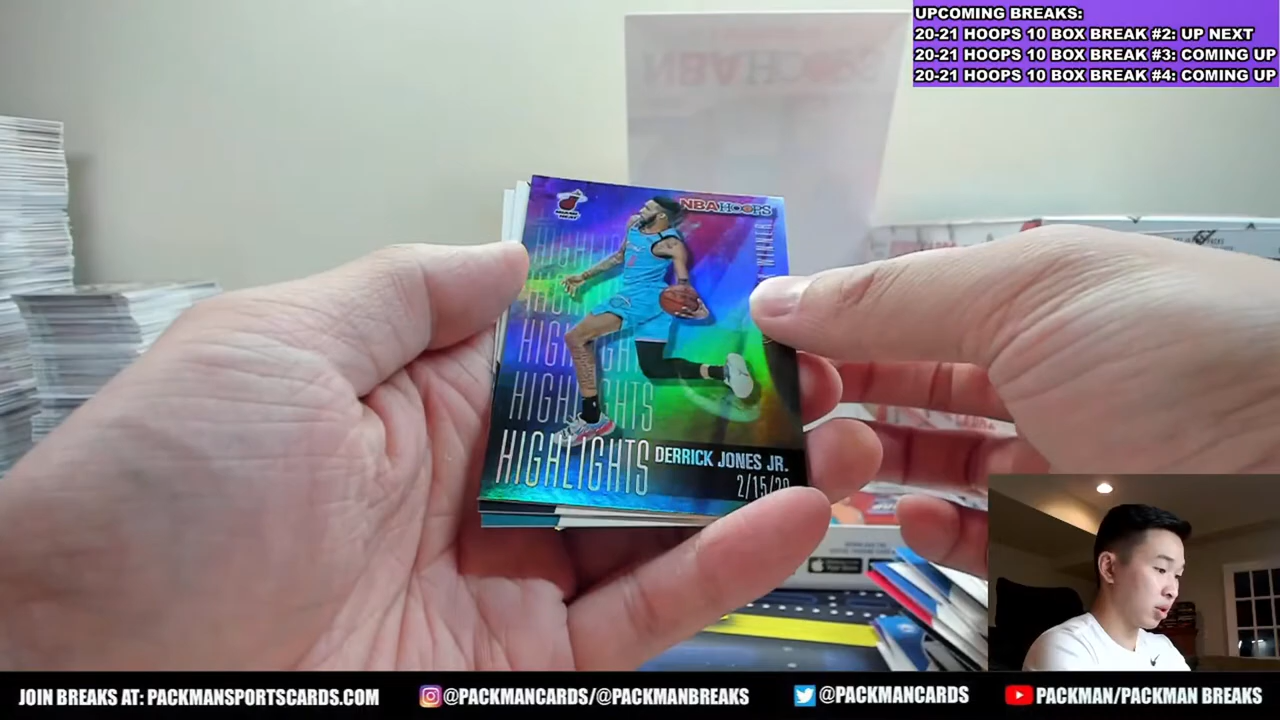 UPCOMING BREAKS:
20-21 HOOPS 10 BOX BREAK #2: UP NEXT
20-21 HOOPS 10 BOX BREAK #3: COMING UP
20-21 HOOPS 10 BOX BREAK #4: COMING UP
NBA HOOPS
NBA HOOPS
HIGHLIGHTS
HIGHLIGHTS
HIGHLIGHTS
DERRICK JONES JR.
2/15/20
JOIN BREAKS AT: PACKMANSPORTSCARDS.COM
@PACKMANCARDS/@PACKMANBREAKS
@PACKMANCARDS
PACKMAN/PACKMAN BREAKS